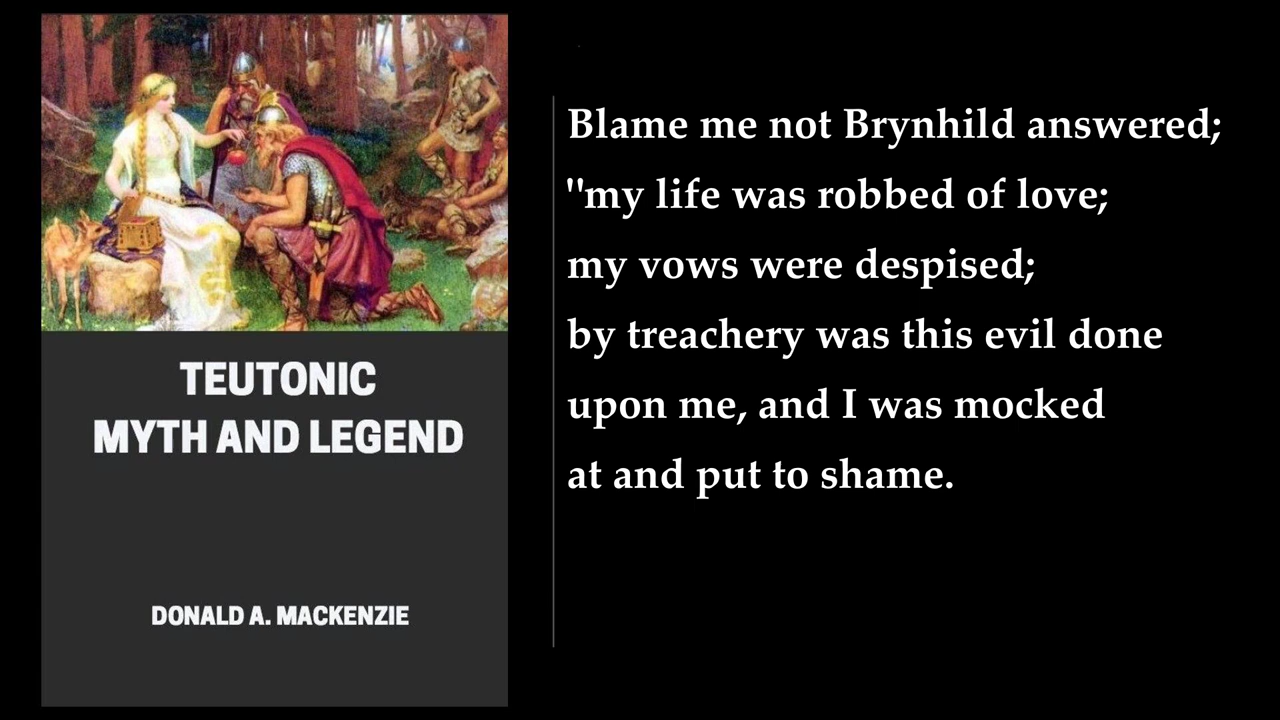 TEUTONIC
MYTH AND LEGEND
DONALD A. MACKENZIE
Blame me not Brynhild answered;
"my life was robbed of love;
my vows were despised;
by treachery was this evil done
upon me, and I was mocked
at and put to shame.